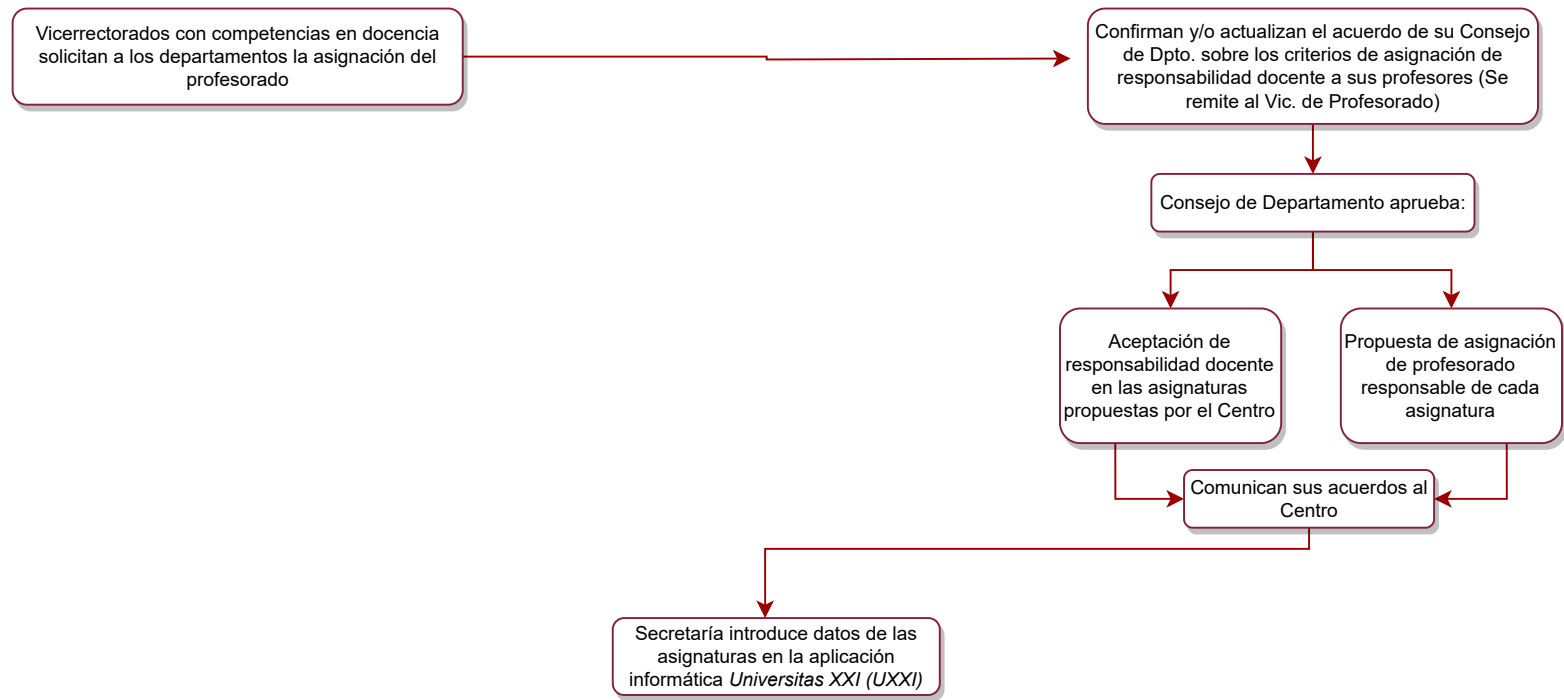 Vicerrectorados con competencias en docencia
solicitan a los departamentos la asignación del
profesorado
Confirman y/o actualizan el acuerdo de su Consejo
de Dpto. sobre los criterios de asignación de
responsabilidad docente a sus profesores (Se
remite al Vic. de Profesorado)
Consejo de Departamento aprueba:
Aceptación de
responsabilidad docente
en las asignaturas
propuestas por el Centro
Propuesta de asignación
de profesorado
responsable de cada
asignatura
Comunican sus acuerdos al
Centro
Secretaría introduce datos de las
asignaturas en la aplicación
informática Universitas XXI (UXXI)